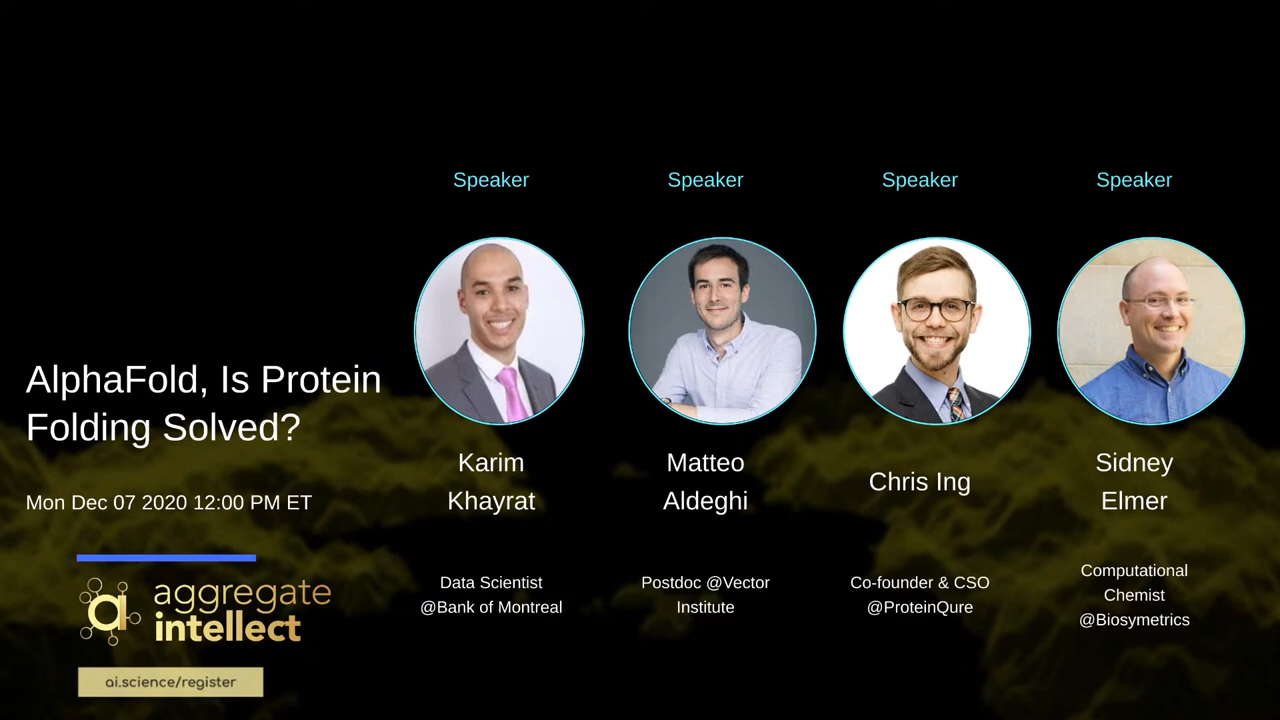 Speaker
Speaker
Speaker
Speaker
AlphaFold, Is Protein
Folding Solved?
Mon Dec 07 2020 12:00 PM ET
Karim
Khayrat
Matteo
Aldeghi
Chris Ing
Sidney
Elmer
Data Scientist
@Bank of Montreal
Postdoc @Vector
Institute
Co-founder & CSO
@ProteinQure
Computational
Chemist
@Biosymetrics
a
aggregate
intellect
ai.science/register